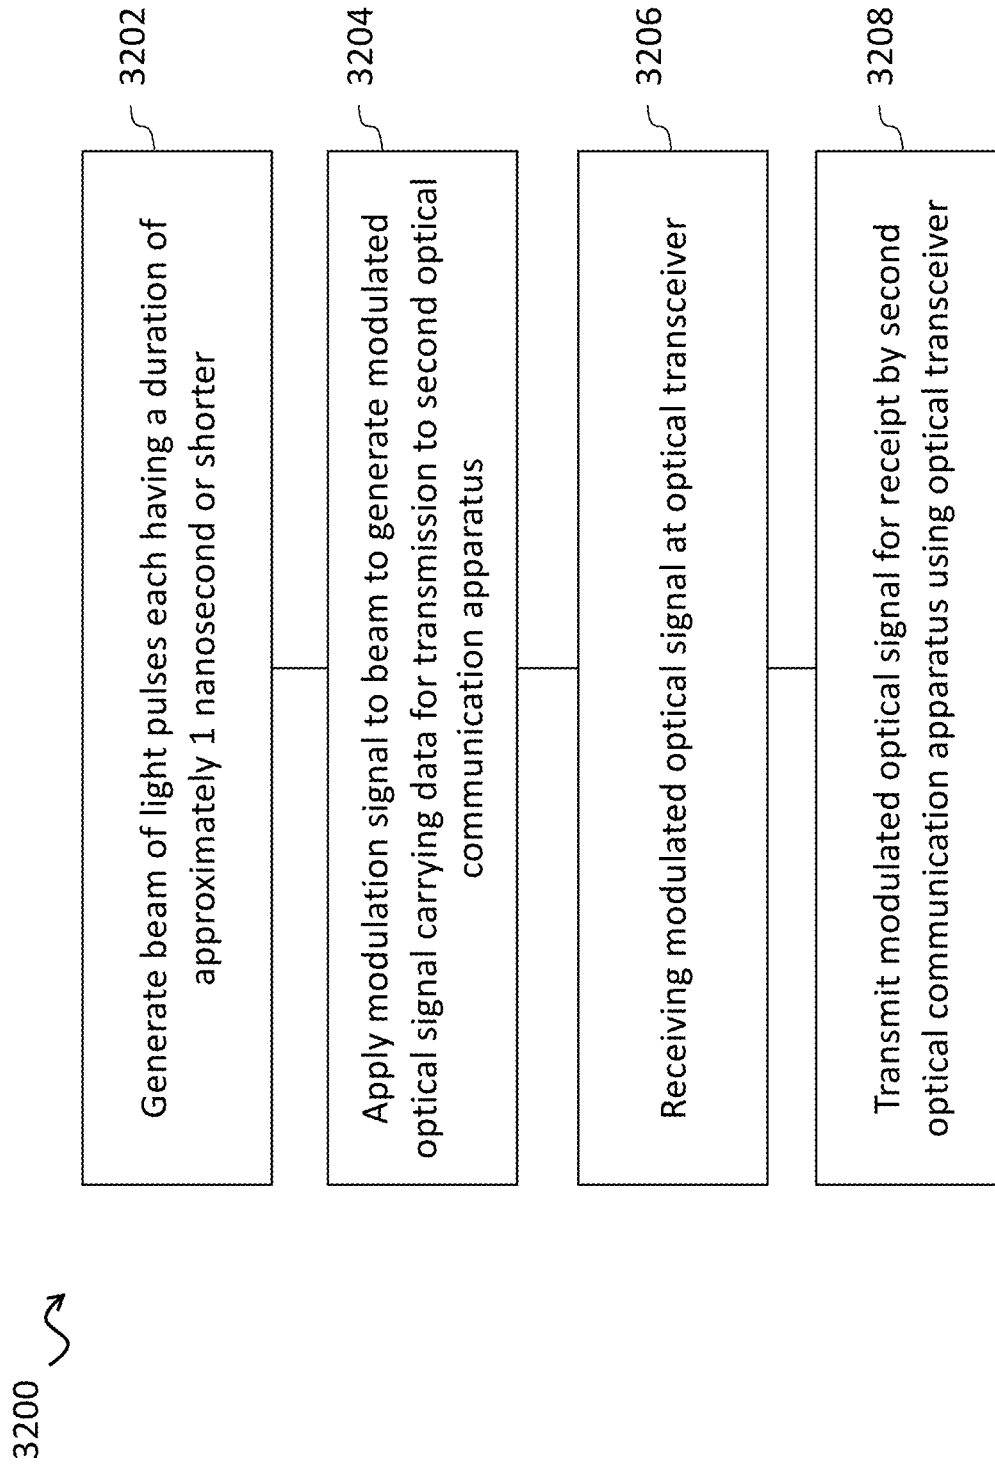 3200
3202
Generate beam of light pulses each having a duration of
approximately 1 nanosecond or shorter
3204
Apply modulation signal to beam to generate modulated
optical signal carrying data for transmission to second optical
communication apparatus
3206
Receiving modulated optical signal at optical transceiver
3208
Transmit modulated optical signal for receipt by second
optical communication apparatus using optical transceiver